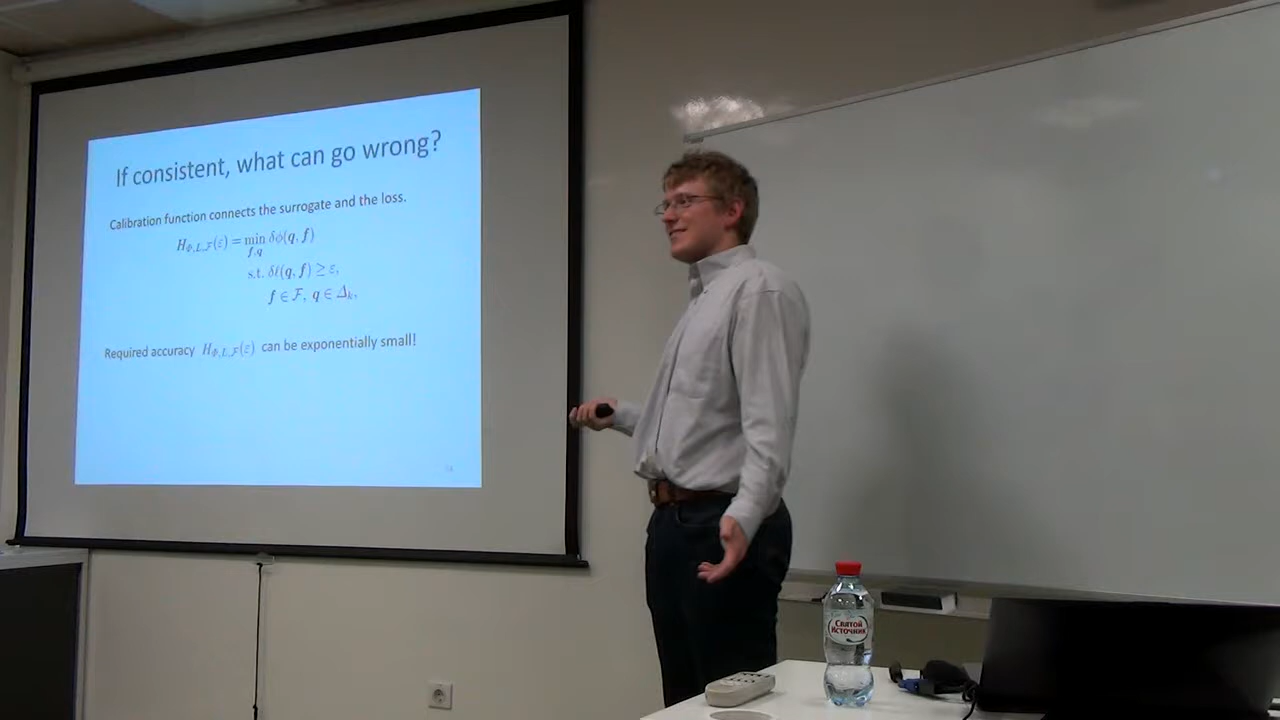 If consistent, what can go wrong?
Calibration function connects the surrogate and the loss.
H_{Φ,L,F}(ε) = min_{f,q} δϕ(q, f)
s.t. δℓ(q, f) ≥ ε,
f ∈ F, q ∈ Δ_k,
Required accuracy H_{Φ,L,F}(ε) can be exponentially small!
Святой
Источник